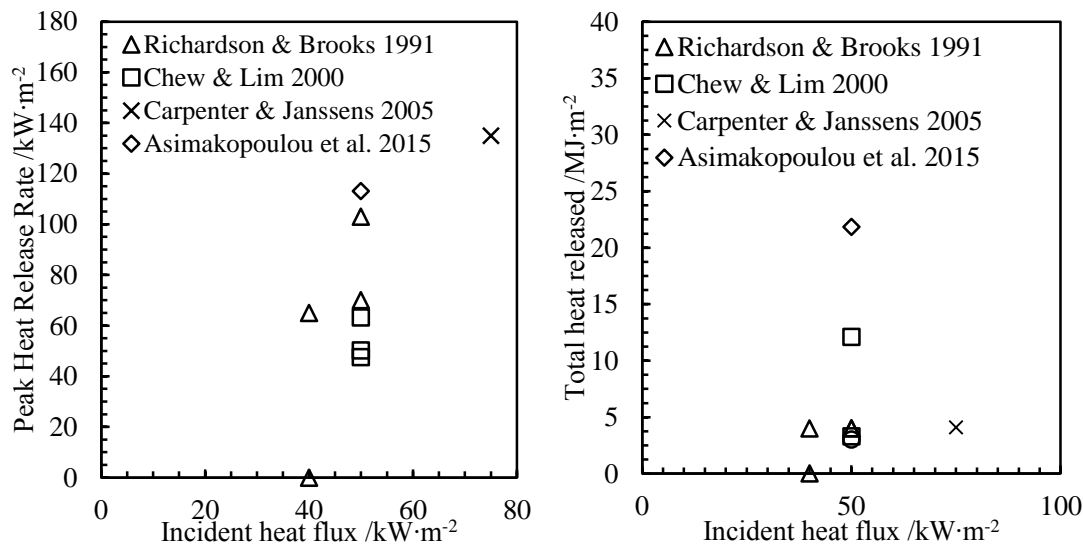 Peak Heat Release Rate /kW·m-2
180
160
140
120
100
80
60
40
20
0
Richardson & Brooks 1991
Chew & Lim 2000
Carpenter & Janssens 2005
Asimakopoulou et al. 2015
0 20 40 60 80
Incident heat flux /kW·m-2
Total heat released /MJ·m-2
40
35
30
25
20
15
10
5
0
Richardson & Brooks 1991
Chew & Lim 2000
Carpenter & Janssens 2005
Asimakopoulou et al. 2015
0 50 100
Incident heat flux /kW·m-2